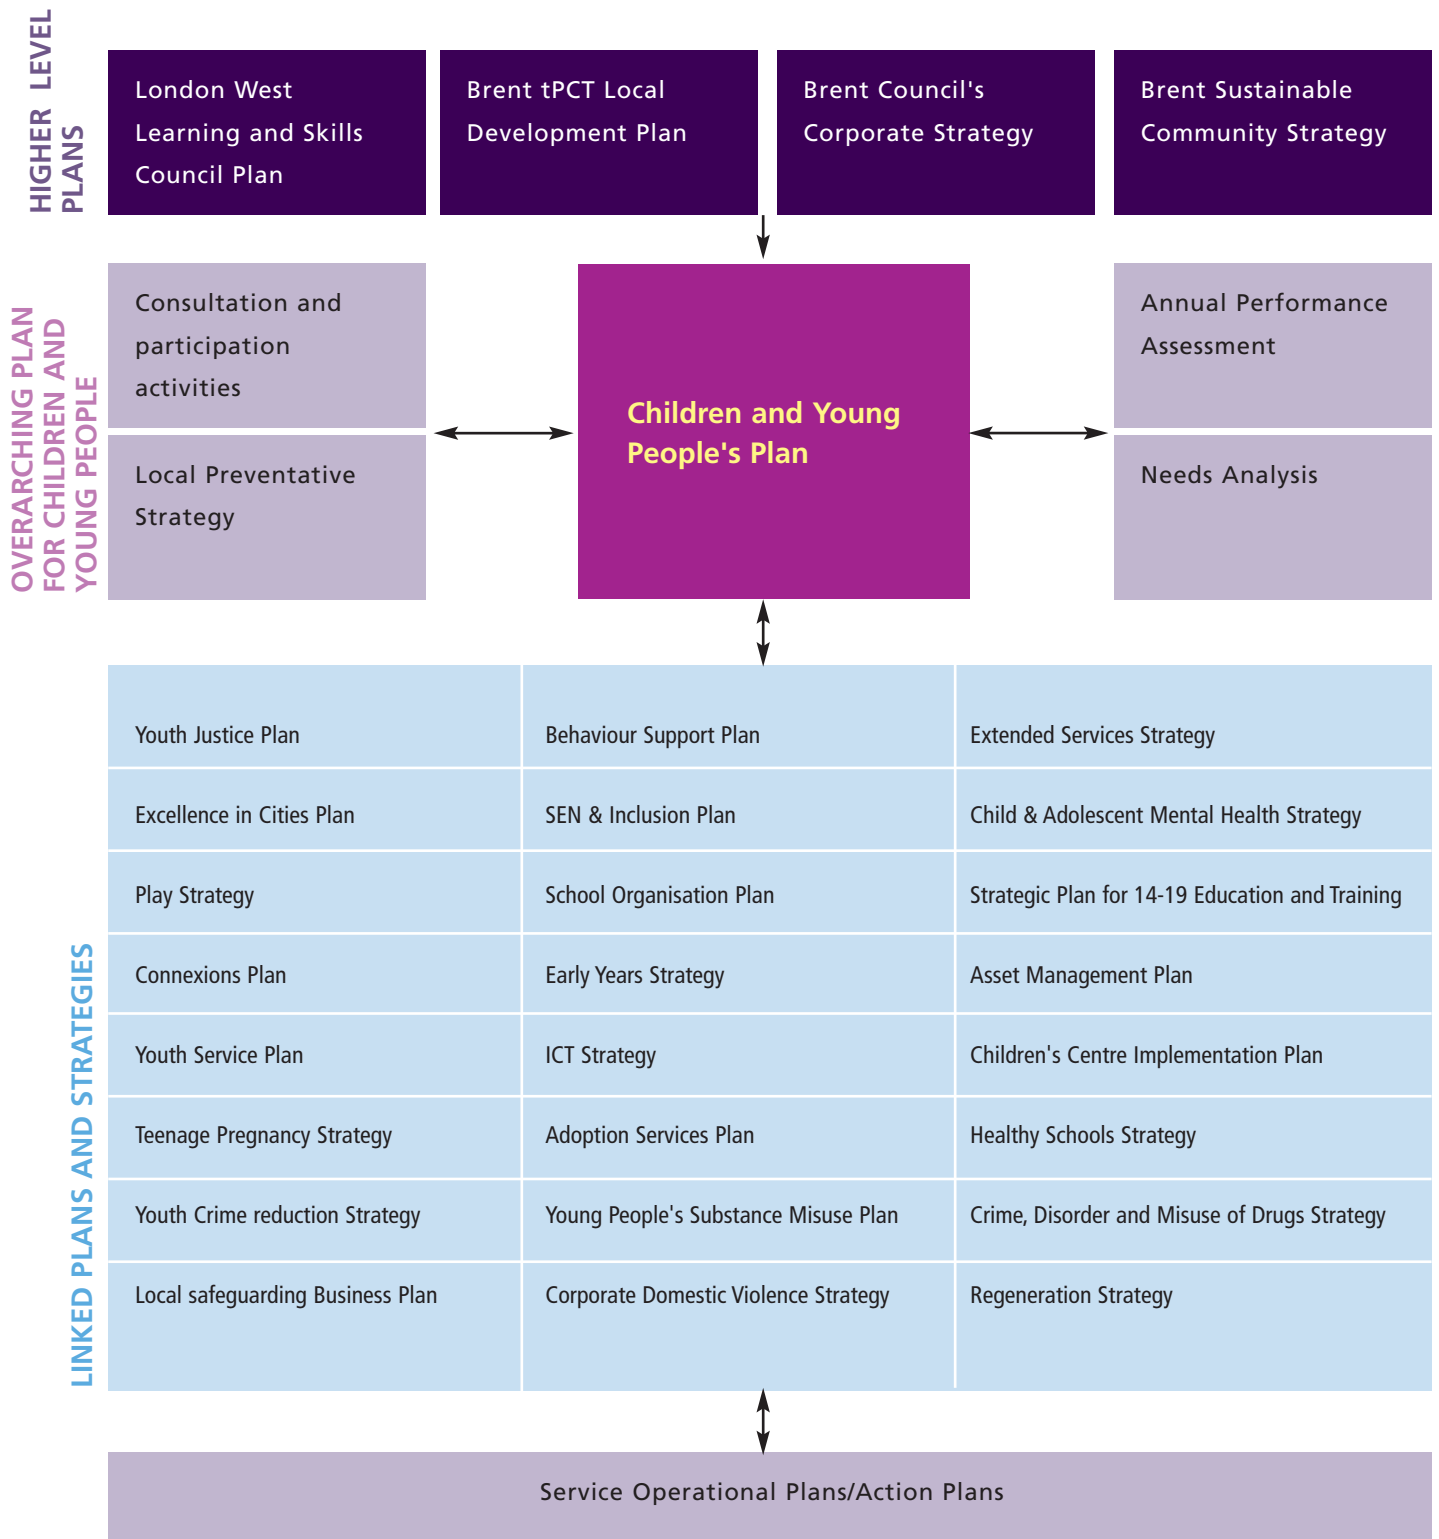 HIGHER LEVEL
PLANS
London West
Learning and Skills
Council Plan
Brent tPCT Local
Development Plan
Brent Council's
Corporate Strategy
Brent Sustainable
Community Strategy
OVERARCHING PLAN
FOR CHILDREN AND
YOUNG PEOPLE
Consultation and
participation
activities
Local Preventative
Strategy
Children and Young
People's Plan
Annual Performance
Assessment
Needs Analysis
LINKED PLANS AND STRATEGIES
Youth Justice Plan
Behaviour Support Plan
Extended Services Strategy
Excellence in Cities Plan
SEN & Inclusion Plan
Child & Adolescent Mental Health Strategy
Play Strategy
School Organisation Plan
Strategic Plan for 14-19 Education and Training
Connexions Plan
Early Years Strategy
Asset Management Plan
Youth Service Plan
ICT Strategy
Children's Centre Implementation Plan
Teenage Pregnancy Strategy
Adoption Services Plan
Healthy Schools Strategy
Youth Crime reduction Strategy
Young People's Substance Misuse Plan
Crime, Disorder and Misuse of Drugs Strategy
Local safeguarding Business Plan
Corporate Domestic Violence Strategy
Regeneration Strategy
Service Operational Plans/Action Plans